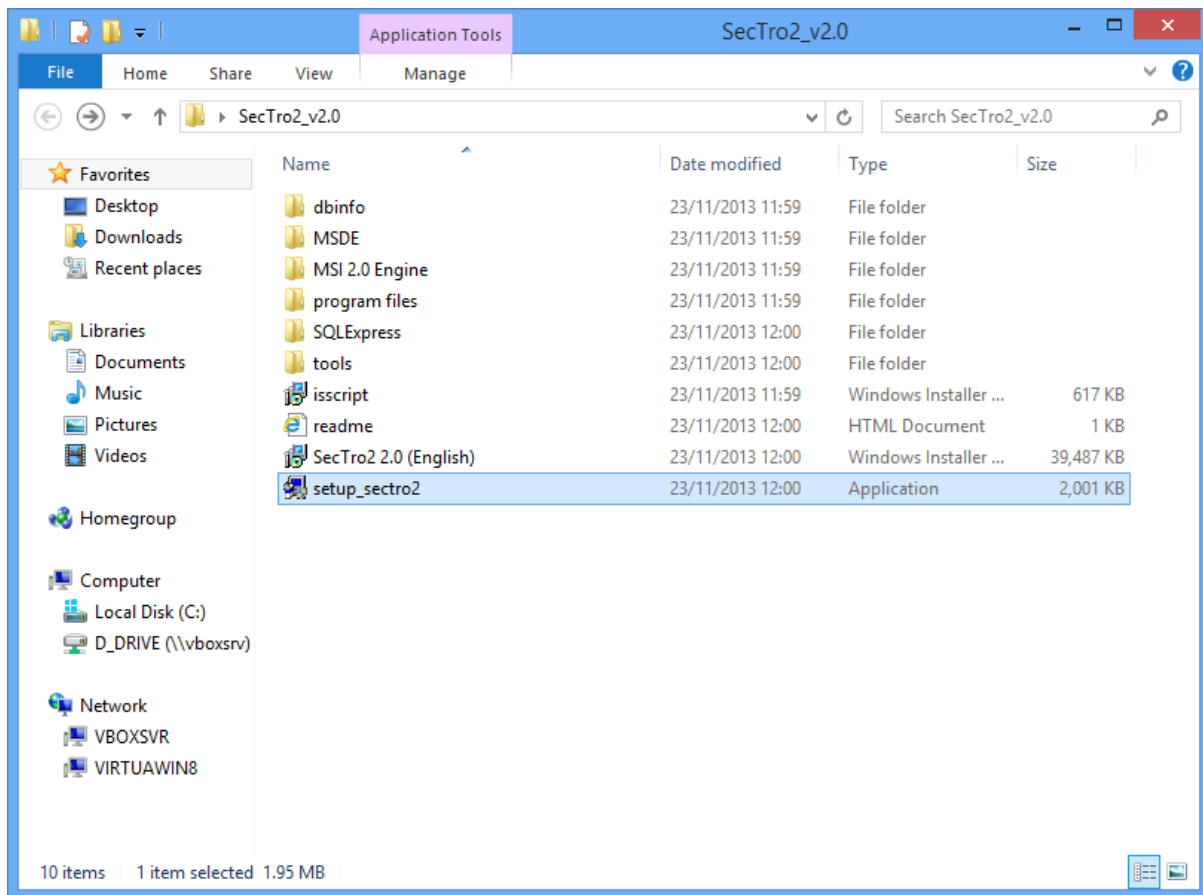 Application Tools SecTro2_v2.0
File Home Share View Manage
SecTro2_v2.0 Search SecTro2_v2.0
Name Date modified Type Size
Favorites
Desktop
Downloads
Recent places
Libraries
Documents
Music
Pictures
Videos
Homegroup
Computer
Local Disk (C:)
D_DRIVE (\\vboxsrv)
Network
VBOXSVR
VIRTUAWIN8
dbinfo 23/11/2013 11:59 File folder
MSDE 23/11/2013 11:59 File folder
MSI 2.0 Engine 23/11/2013 11:59 File folder
program files 23/11/2013 11:59 File folder
SQLExpress 23/11/2013 12:00 File folder
tools 23/11/2013 12:00 File folder
isscript 23/11/2013 11:59 Windows Installer ... 617 KB
readme 23/11/2013 12:00 HTML Document 1 KB
SecTro2 2.0 (English) 23/11/2013 12:00 Windows Installer ... 39,487 KB
setup_sectro2 23/11/2013 12:00 Application 2,001 KB
10 items 1 item selected 1.95 MB